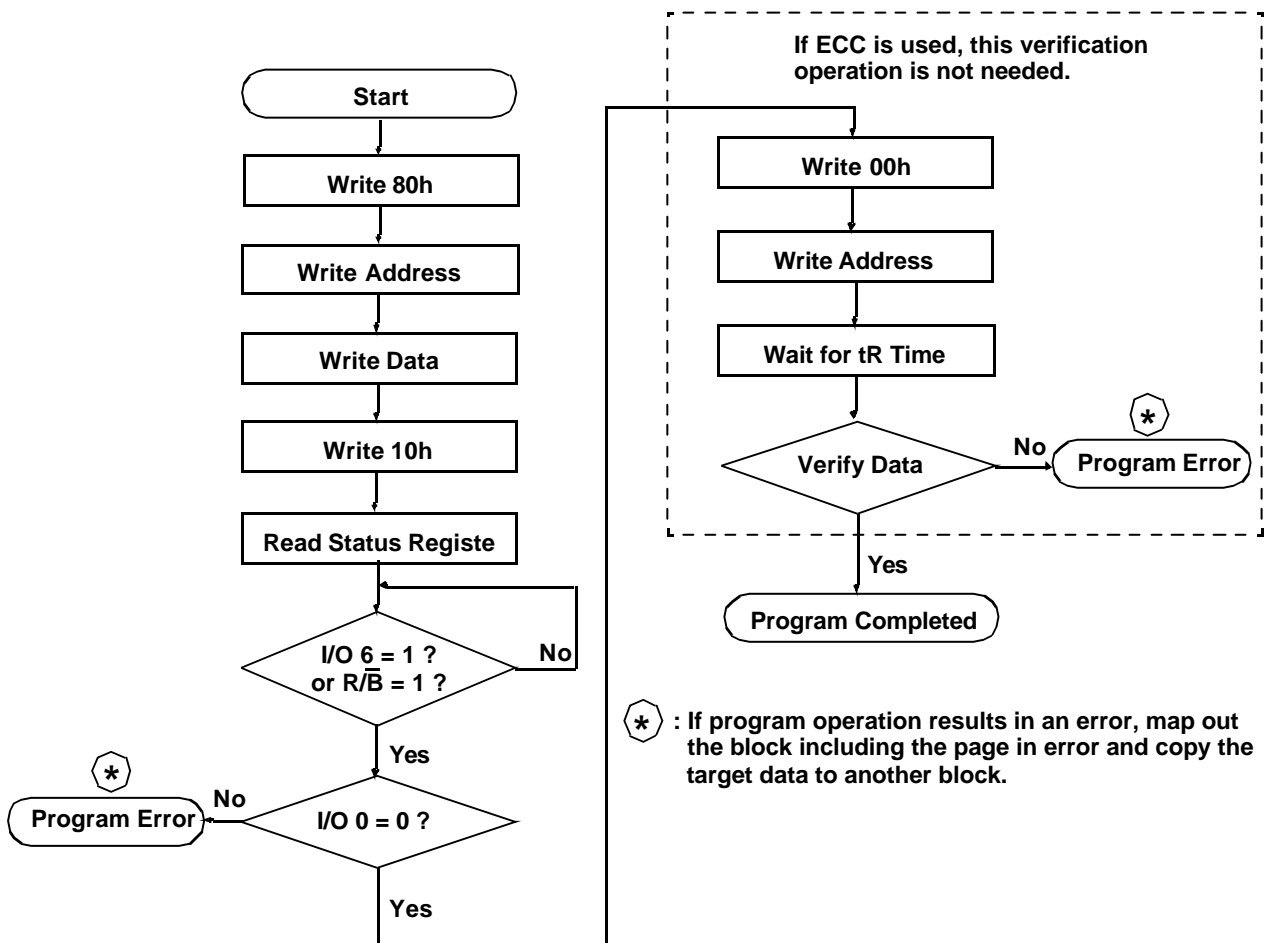 Start
Write 80h
Write Address
Write Data
Write 10h
Read Status Registe
I/O 6 = 1 ?
or R/B̅ = 1 ?
No
Yes
*
No
Program Error
I/O 0 = 0 ?
Yes
If ECC is used, this verification
operation is not needed.
Write 00h
Write Address
Wait for tR Time
Verify Data
No
*
Program Error
Yes
Program Completed
* : If program operation results in an error, map out
the block including the page in error and copy the
target data to another block.